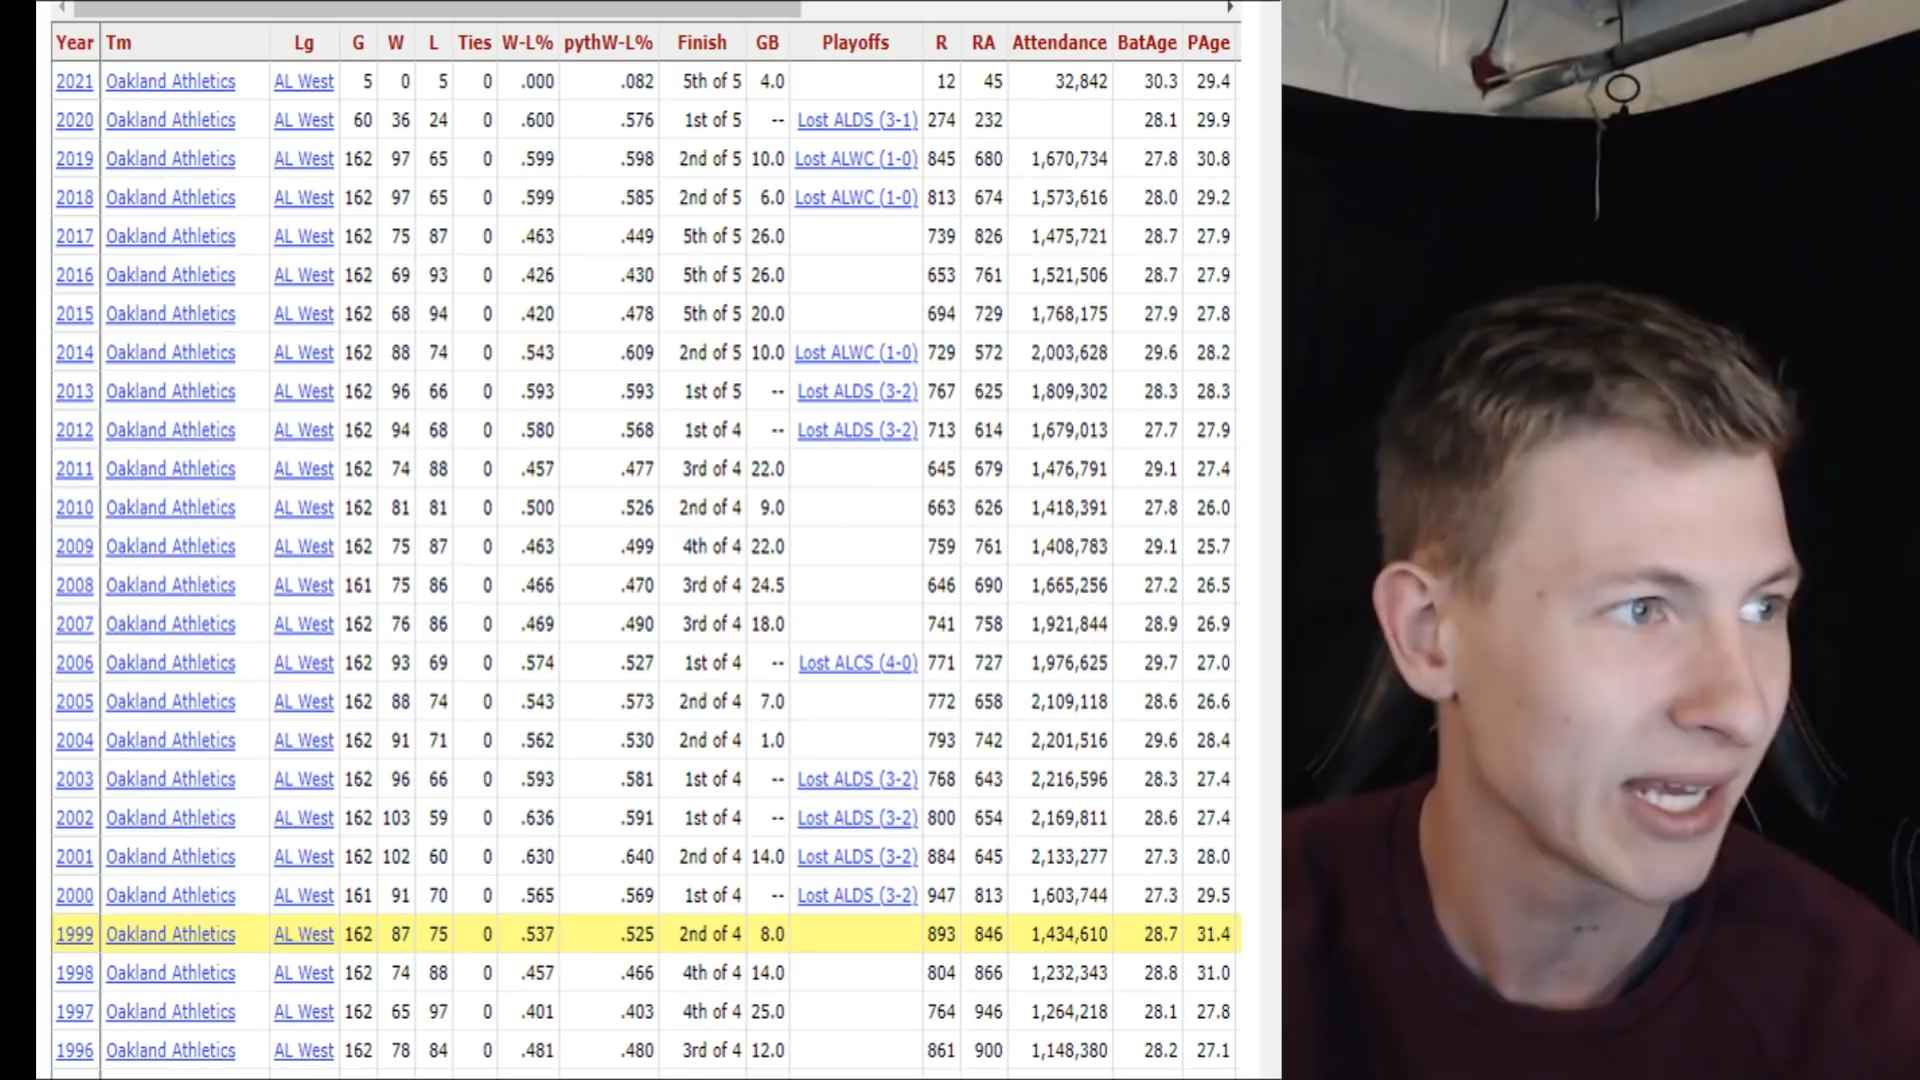 Year Tm Lg G W L Ties W-L% pythW-L% Finish GB Playoffs R RA Attendance BatAge PAge
2021 Oakland Athletics AL West 5 0 5 0 .000 .082 5th of 5 4.0 12 45 32,842 30.3 29.4
2020 Oakland Athletics AL West 60 36 24 0 .600 .576 1st of 5 -- Lost ALDS (3-1) 274 232 28.1 29.9
2019 Oakland Athletics AL West 162 97 65 0 .599 .598 2nd of 5 10.0 Lost ALWC (1-0) 845 680 1,670,734 27.8 30.8
2018 Oakland Athletics AL West 162 97 65 0 .599 .585 2nd of 5 6.0 Lost ALWC (1-0) 813 674 1,573,616 28.0 29.2
2017 Oakland Athletics AL West 162 75 87 0 .463 .449 5th of 5 26.0 739 826 1,475,721 28.7 27.9
2016 Oakland Athletics AL West 162 69 93 0 .426 .430 5th of 5 26.0 653 761 1,521,506 28.7 27.9
2015 Oakland Athletics AL West 162 68 94 0 .420 .478 5th of 5 20.0 694 729 1,768,175 27.9 27.8
2014 Oakland Athletics AL West 162 88 74 0 .543 .609 2nd of 5 10.0 Lost ALWC (1-0) 729 572 2,003,628 29.6 28.2
2013 Oakland Athletics AL West 162 96 66 0 .593 .593 1st of 5 -- Lost ALDS (3-2) 767 625 1,809,302 28.3 28.3
2012 Oakland Athletics AL West 162 94 68 0 .580 .568 1st of 4 -- Lost ALDS (3-2) 713 614 1,679,013 27.7 27.9
2011 Oakland Athletics AL West 162 74 88 0 .457 .477 3rd of 4 22.0 645 679 1,476,791 29.1 27.4
2010 Oakland Athletics AL West 162 81 81 0 .500 .526 2nd of 4 9.0 663 626 1,418,391 27.8 26.0
2009 Oakland Athletics AL West 162 75 87 0 .463 .499 4th of 4 22.0 759 761 1,408,783 29.1 25.7
2008 Oakland Athletics AL West 161 75 86 0 .466 .470 3rd of 4 24.5 646 690 1,665,256 27.2 26.5
2007 Oakland Athletics AL West 162 76 86 0 .469 .490 3rd of 4 18.0 741 758 1,921,844 28.9 26.9
2006 Oakland Athletics AL West 162 93 69 0 .574 .527 1st of 4 -- Lost ALCS (4-0) 771 727 1,976,625 29.7 27.0
2005 Oakland Athletics AL West 162 88 74 0 .543 .573 2nd of 4 7.0 772 658 2,109,118 28.6 26.6
2004 Oakland Athletics AL West 162 91 71 0 .562 .530 2nd of 4 1.0 793 742 2,201,516 29.6 28.4
2003 Oakland Athletics AL West 162 96 66 0 .593 .581 1st of 4 -- Lost ALDS (3-2) 768 643 2,216,596 28.3 27.4
2002 Oakland Athletics AL West 162 103 59 0 .636 .591 1st of 4 -- Lost ALDS (3-2) 800 654 2,169,811 28.6 27.4
2001 Oakland Athletics AL West 162 102 60 0 .630 .640 2nd of 4 14.0 Lost ALDS (3-2) 884 645 2,133,277 27.3 28.0
2000 Oakland Athletics AL West 161 91 70 0 .565 .569 1st of 4 -- Lost ALDS (3-2) 947 813 1,603,744 27.3 29.5
1999 Oakland Athletics AL West 162 87 75 0 .537 .525 2nd of 4 8.0 893 846 1,434,610 28.7 31.4
1998 Oakland Athletics AL West 162 74 88 0 .457 .466 4th of 4 14.0 804 866 1,232,343 28.8 31.0
1997 Oakland Athletics AL West 162 65 97 0 .401 .403 4th of 4 25.0 764 946 1,264,218 28.1 27.8
1996 Oakland Athletics AL West 162 78 84 0 .481 .480 3rd of 4 12.0 861 900 1,148,380 28.2 27.1